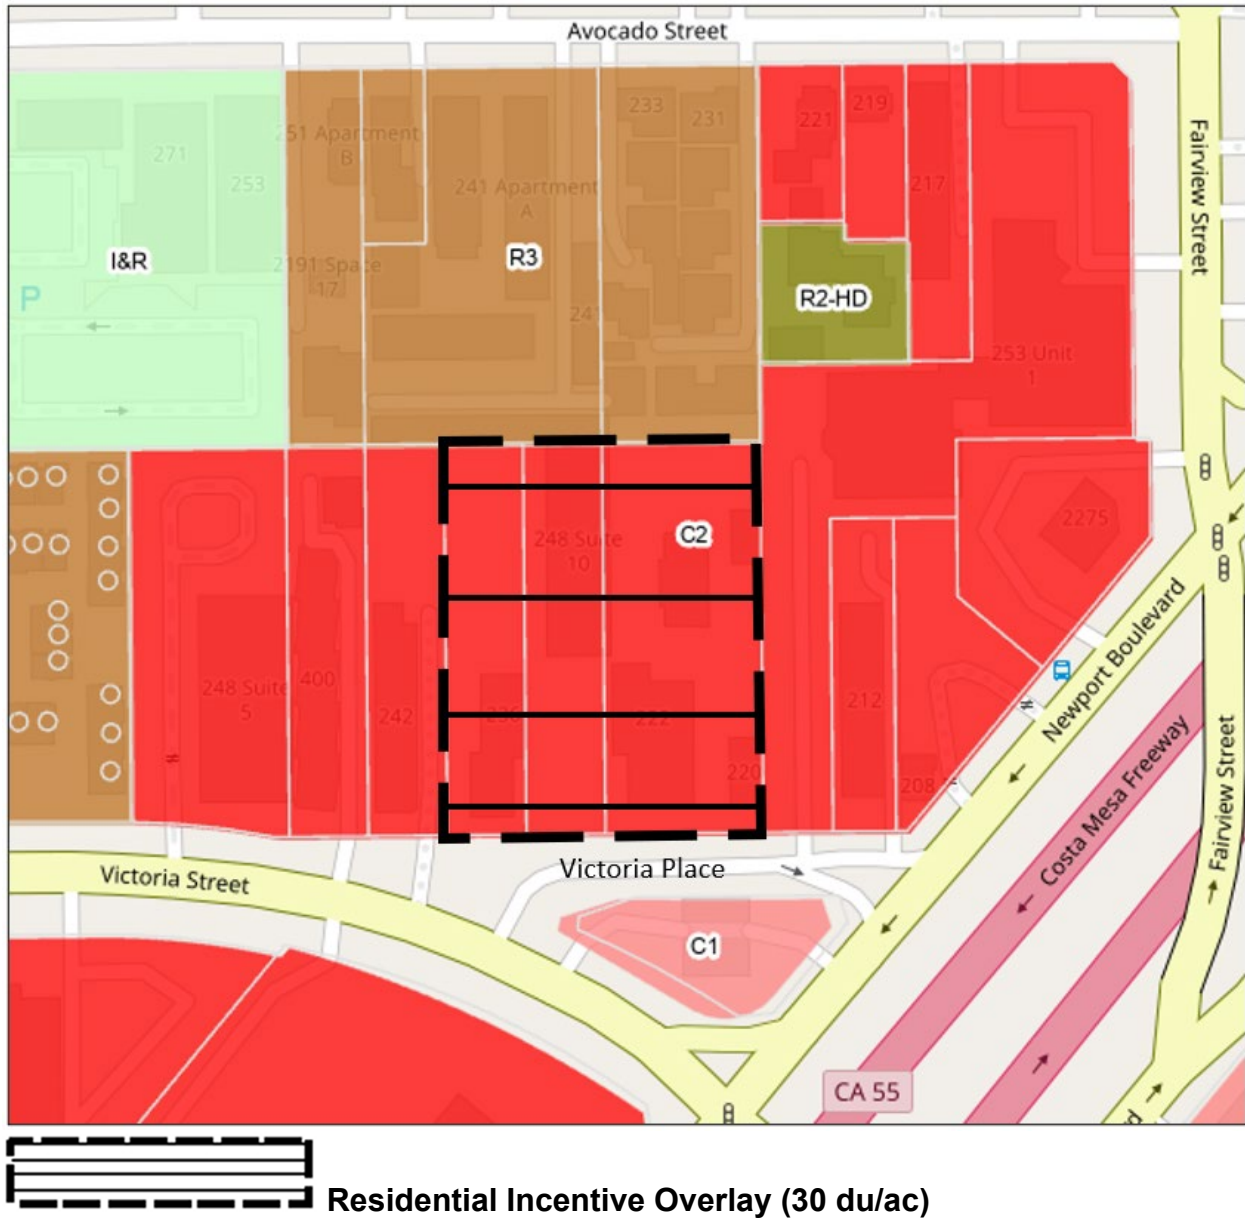 Avocado Street
233
231
221
219
251 Apartment
B
271
253
241 Apartment
A
217
Fairview Street
I&R
R3
2191 Space
17
P
R2-HD
241
253 Unit
1
248 Suite
10
C2
2275
248 Suite
5
400
242
230
222
220
212
208
Newport Boulevard
Costa Mesa Freeway
Fairview Street
Victoria Street
Victoria Place
C1
CA 55
Residential Incentive Overlay (30 du/ac)